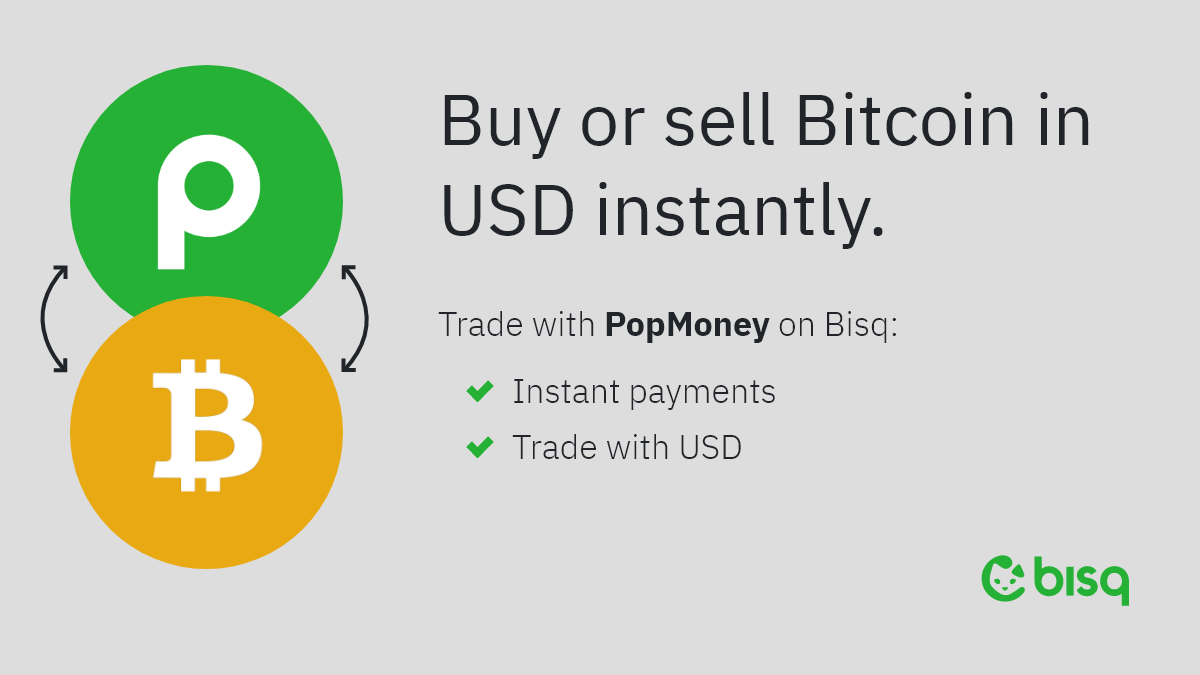 Buy or sell Bitcoin in
USD instantly.
Trade with PopMoney on Bisq:
Instant payments
Trade with USD
bisq